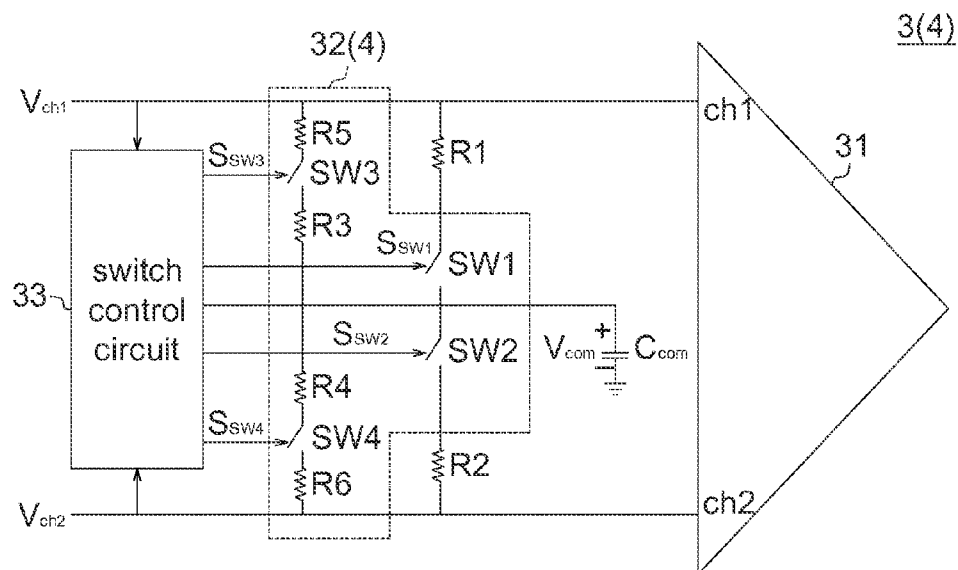 3(4)
32(4)
Vch1
ch1
R5
R1
31
SSW3
SW3
R3
SSW1
SW1
33
switch
control
circuit
+
Vcom
Ccom
−
SSW2
SW2
R4
SSW4
SW4
R2
R6
Vch2
ch2